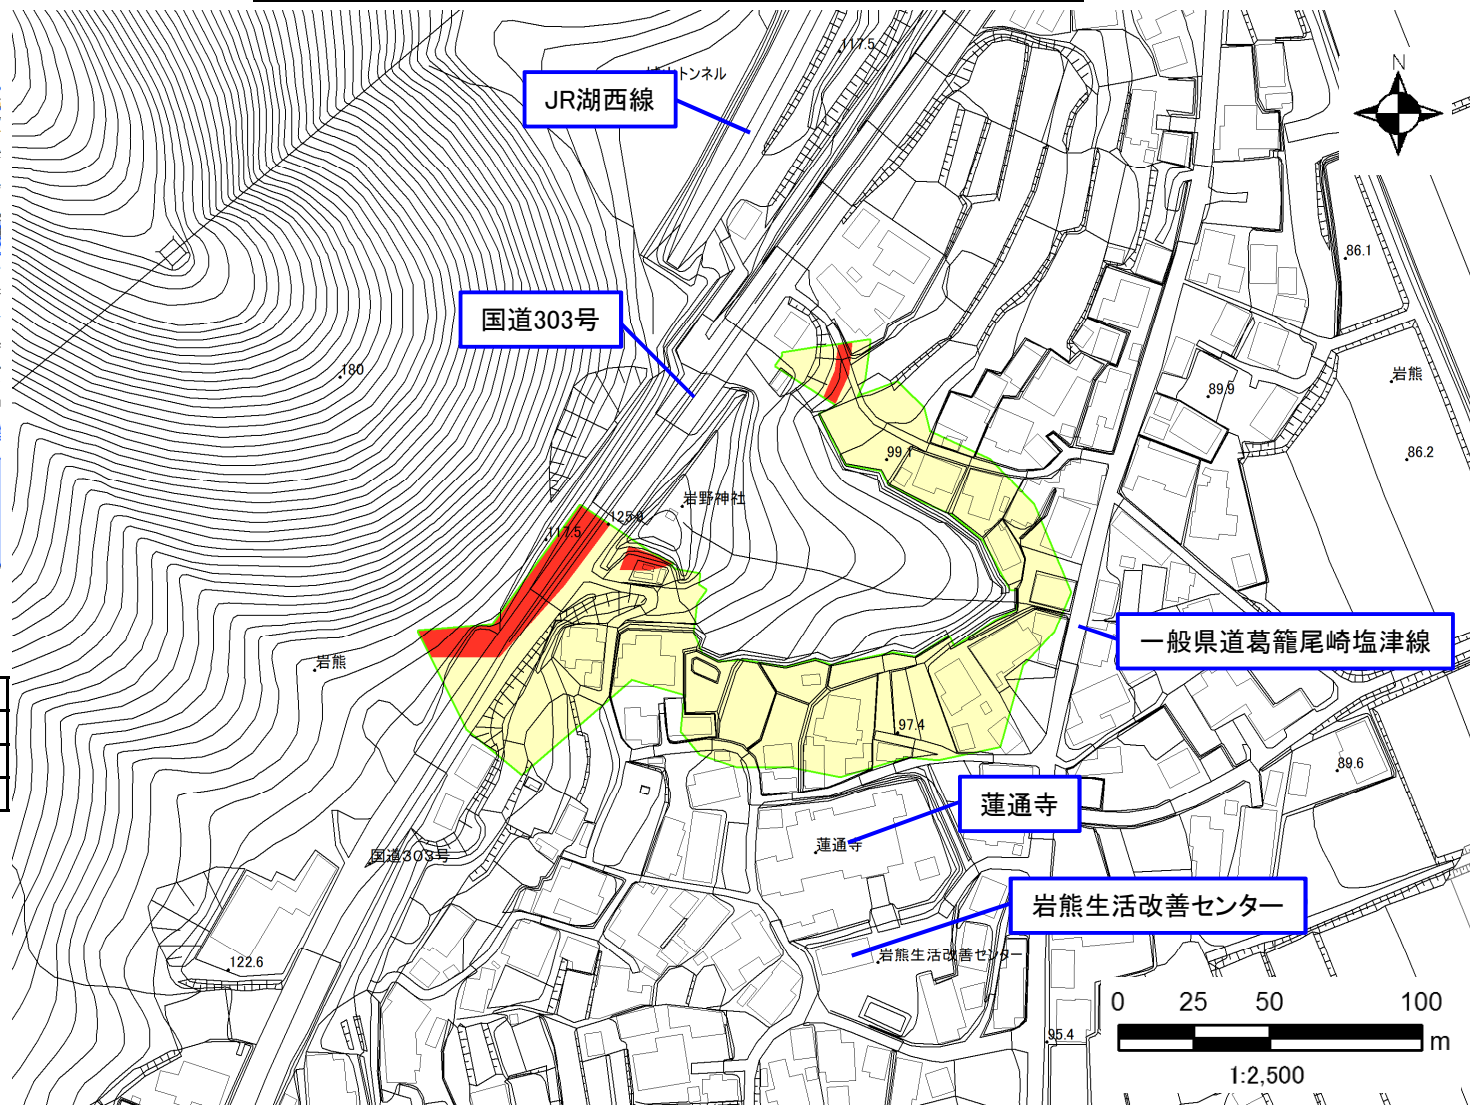 117.5
トンネル
JR湖西線
N
国道303号
86.1
180
岩熊
89.9
86.2
99.1
岩野神社
125.0
117.5
岩熊
一般県道葛籠尾崎塩津線
97.4
89.6
蓮通寺
蓮通寺
国道303号
岩熊生活改善センター
岩熊生活改善センター
122.6
0 25 50 100
m
95.4
1:2,500